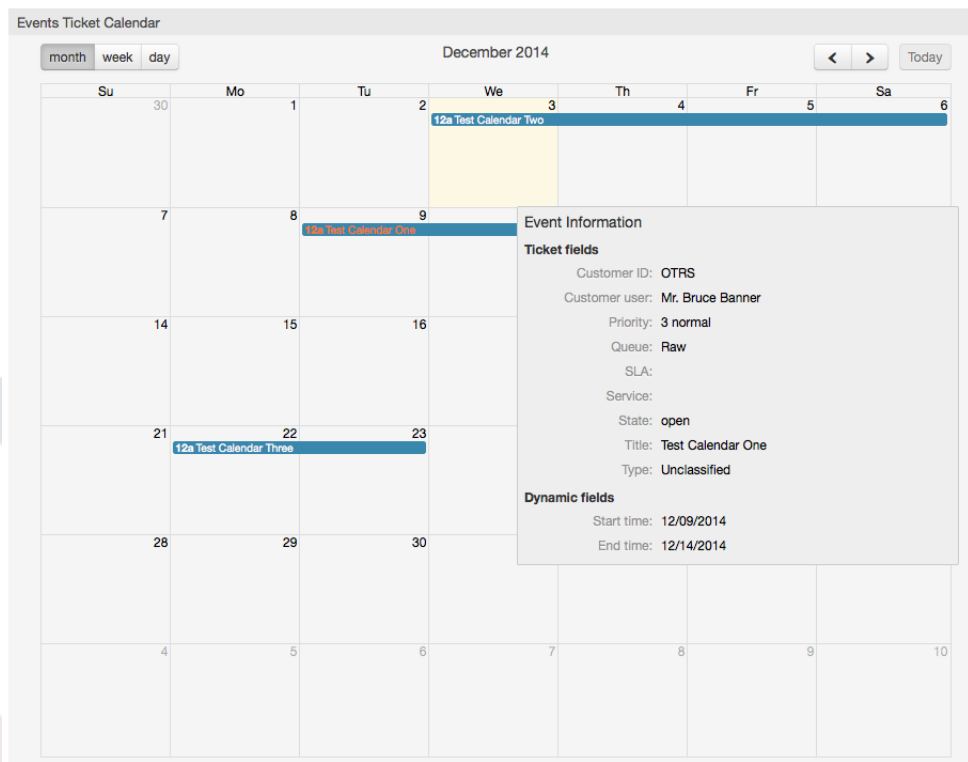 Events Ticket Calendar
month week day December 2014 Today
Su Mo Tu We Th Fr Sa
30 1 2 3 4 5 6
12a Test Calendar Two
7 8 9
12a Test Calendar One
Event Information
Ticket fields
Customer ID: OTRS
Customer user: Mr. Bruce Banner
Priority: 3 normal
14 15 16
Queue: Raw
SLA:
Service:
State: open
21 22 23
12a Test Calendar Three
Title: Test Calendar One
Type: Unclassified
Dynamic fields
Start time: 12/09/2014
28 29 30
End time: 12/14/2014
4 5 6 7 8 9 10